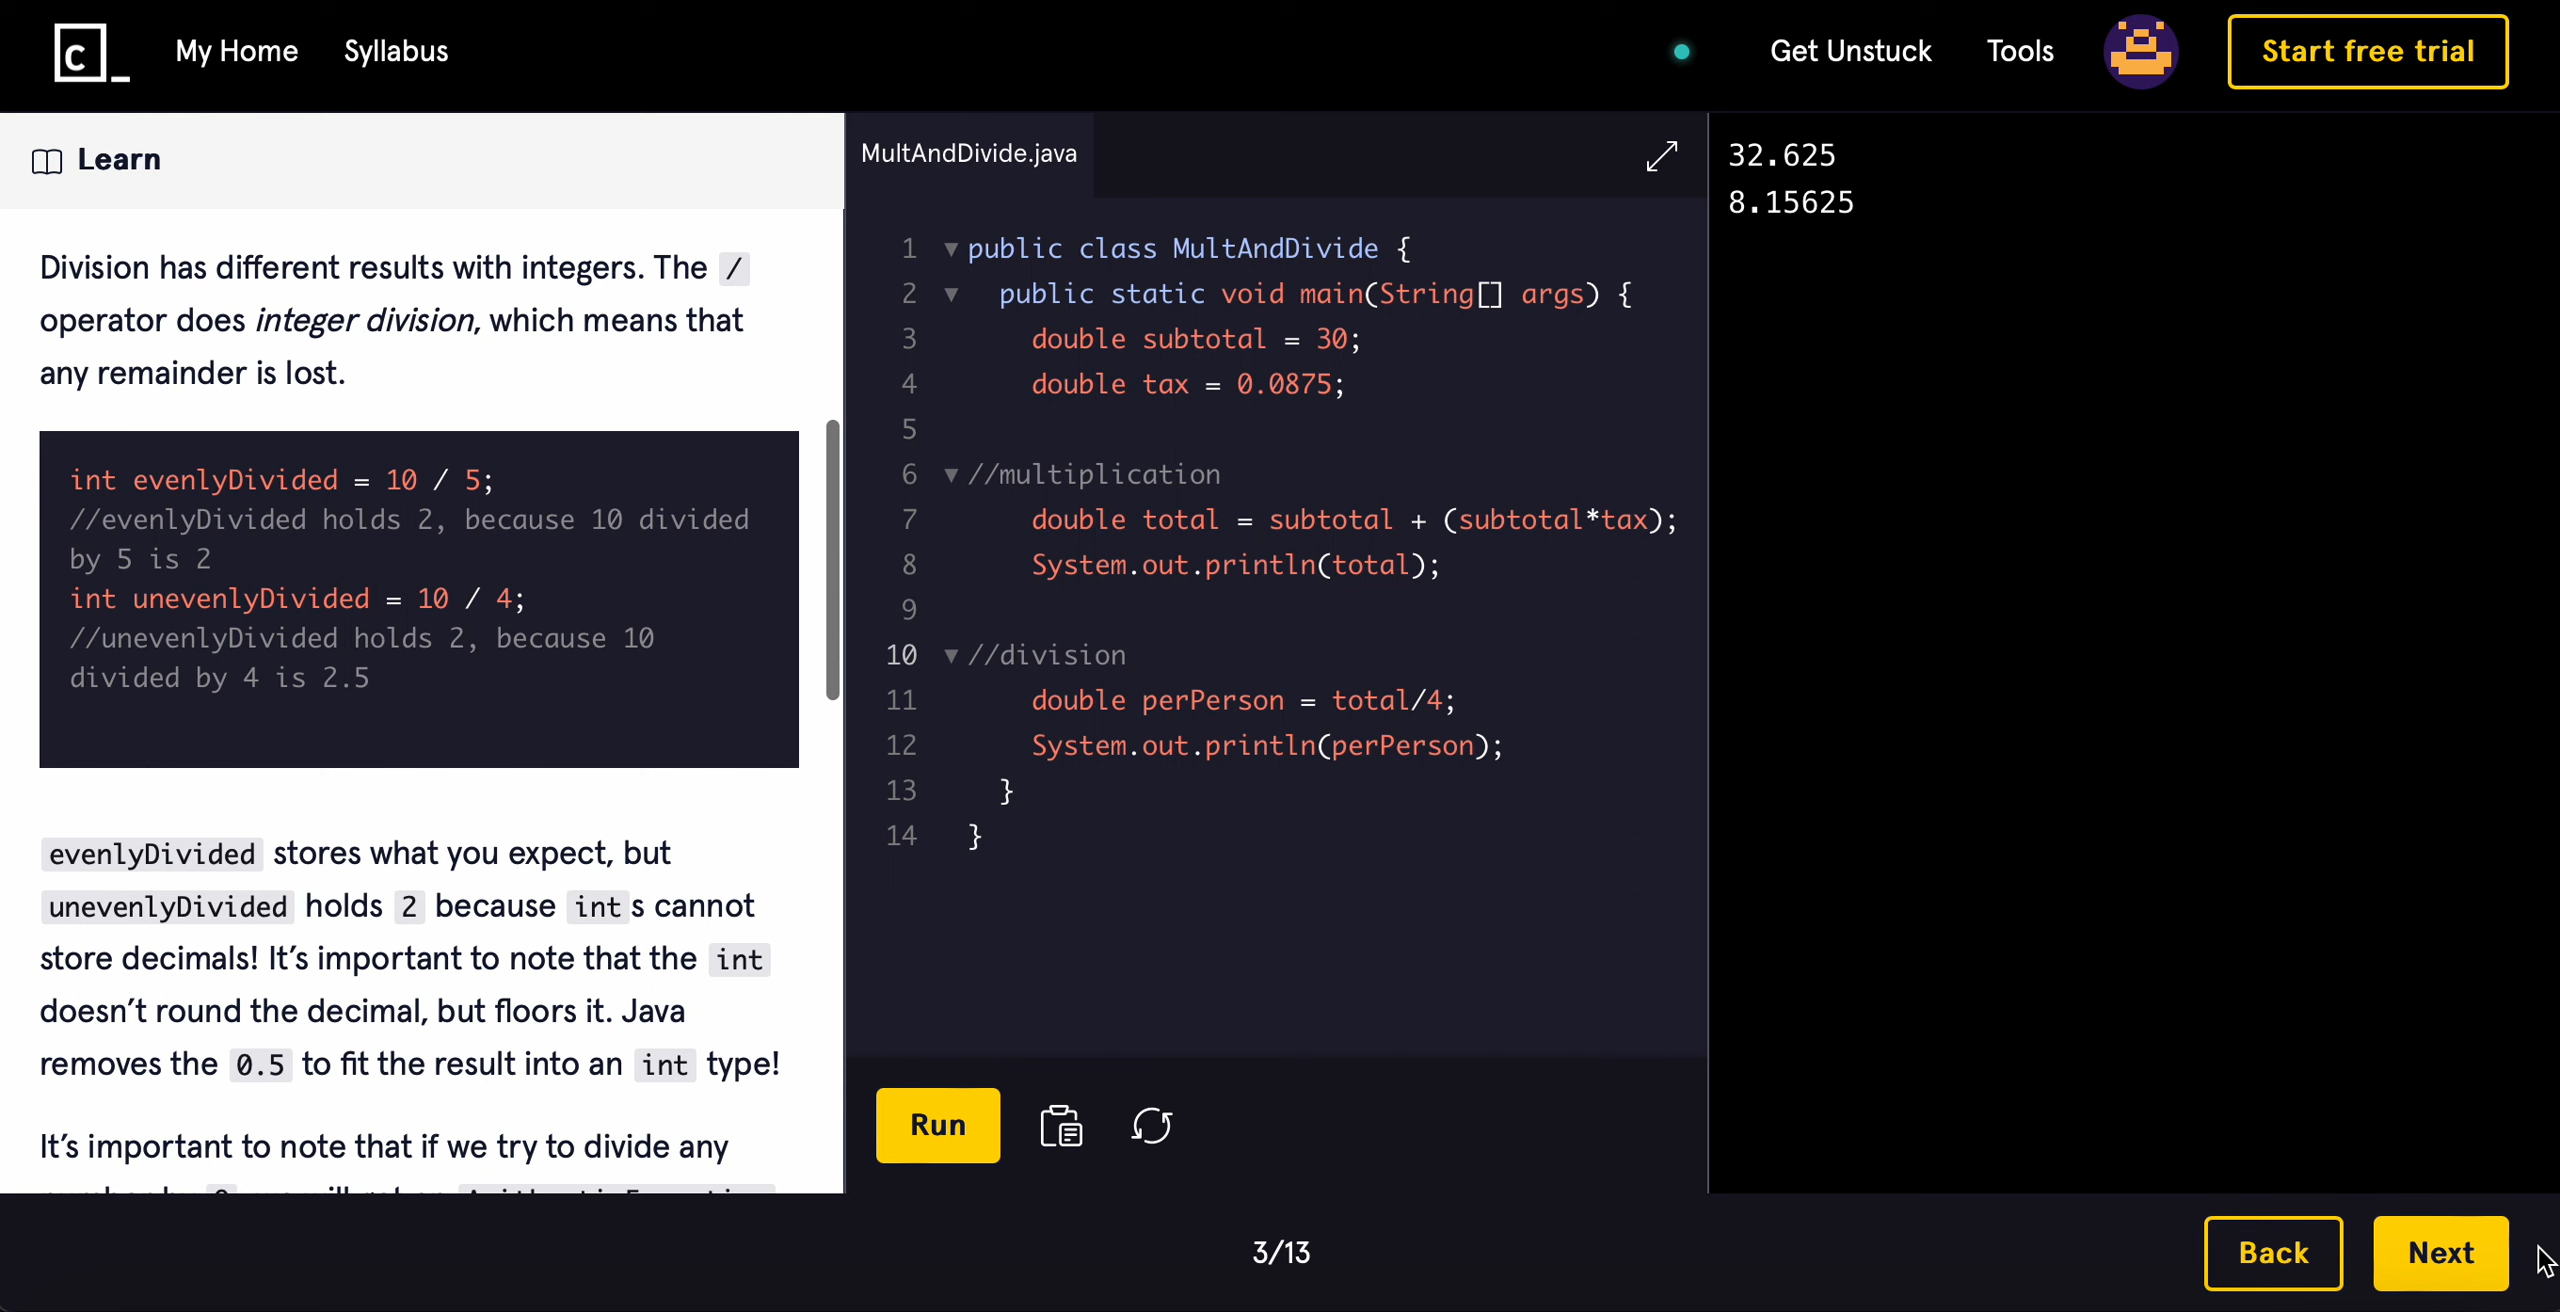 c_
My Home
Syllabus
Get Unstuck
Tools
Start free trial
Learn
Division has different results with integers. The /
operator does integer division, which means that
any remainder is lost.
int evenlyDivided = 10 / 5;
//evenlyDivided holds 2, because 10 divided
by 5 is 2
int unevenlyDivided = 10 / 4;
//unevenlyDivided holds 2, because 10
divided by 4 is 2.5
evenlyDivided stores what you expect, but
unevenlyDivided holds 2 because ints cannot
store decimals! It’s important to note that the int
doesn’t round the decimal, but floors it. Java
removes the 0.5 to fit the result into an int type!
It’s important to note that if we try to divide any
MultAndDivide.java
1 public class MultAndDivide {
2 public static void main(String[] args) {
3 double subtotal = 30;
4 double tax = 0.0875;
5
6 //multiplication
7 double total = subtotal + (subtotal*tax);
8 System.out.println(total);
9
10 //division
11 double perPerson = total/4;
12 System.out.println(perPerson);
13 }
14 }
Run
32.625
8.15625
3/13
Back
Next